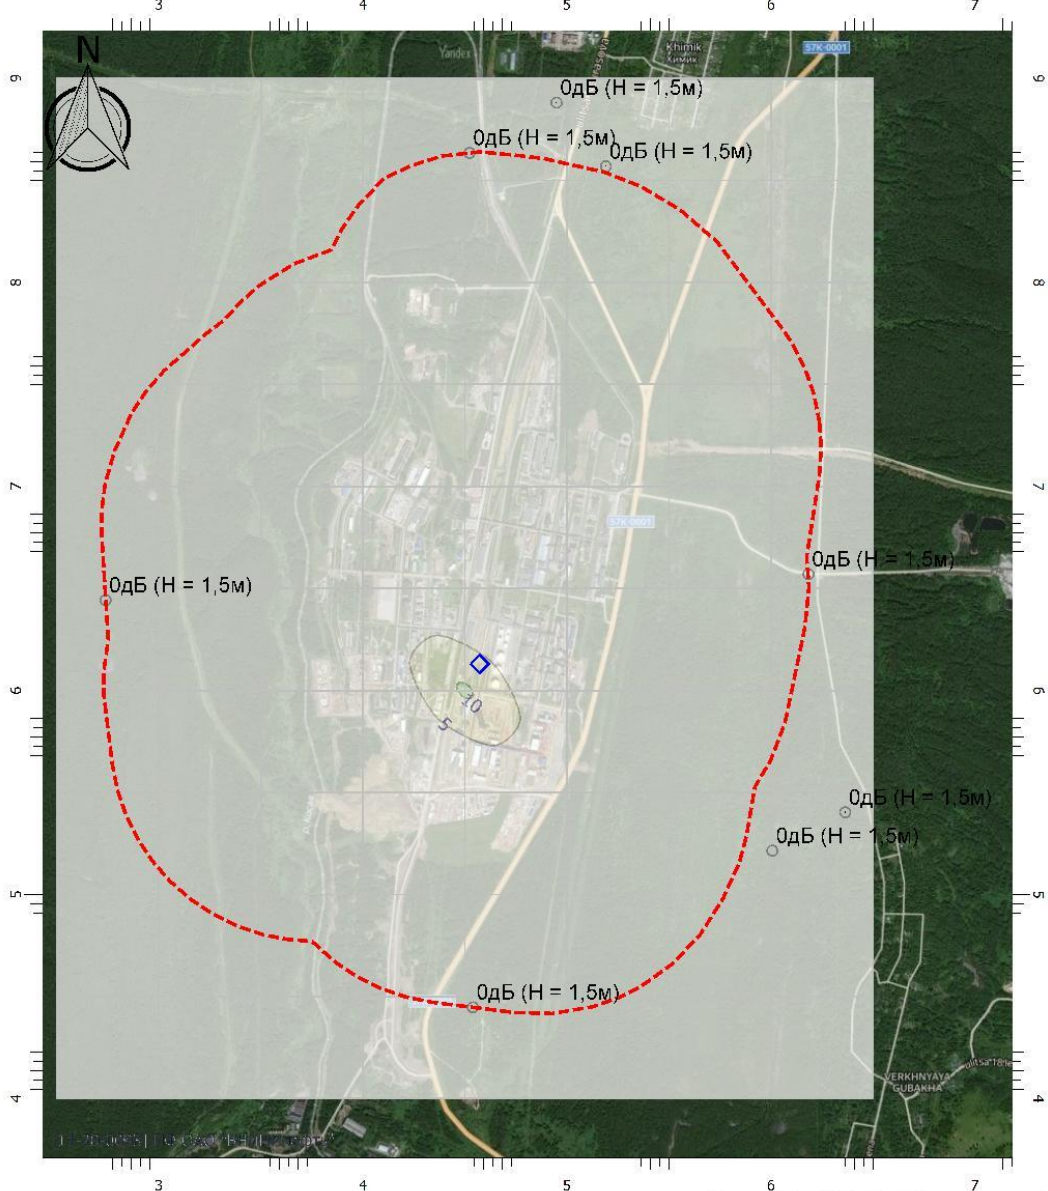 3 4 5 6 7
N
Yandex
Khimik
Химик
57K-0001
9 9
0дБ (H = 1,5м)
0дБ (H = 1,5м)
0дБ (H = 1,5м)
8 8
7 7
57K-0001
0дБ (H = 1,5м)
0дБ (H = 1,5м)
6 6
10
5
0дБ (H = 1,5м)
0дБ (H = 1,5м)
5 5
0дБ (H = 1,5м)
VERKHNYAYA
GUBAKHA
4 4
3 4 5 6 7